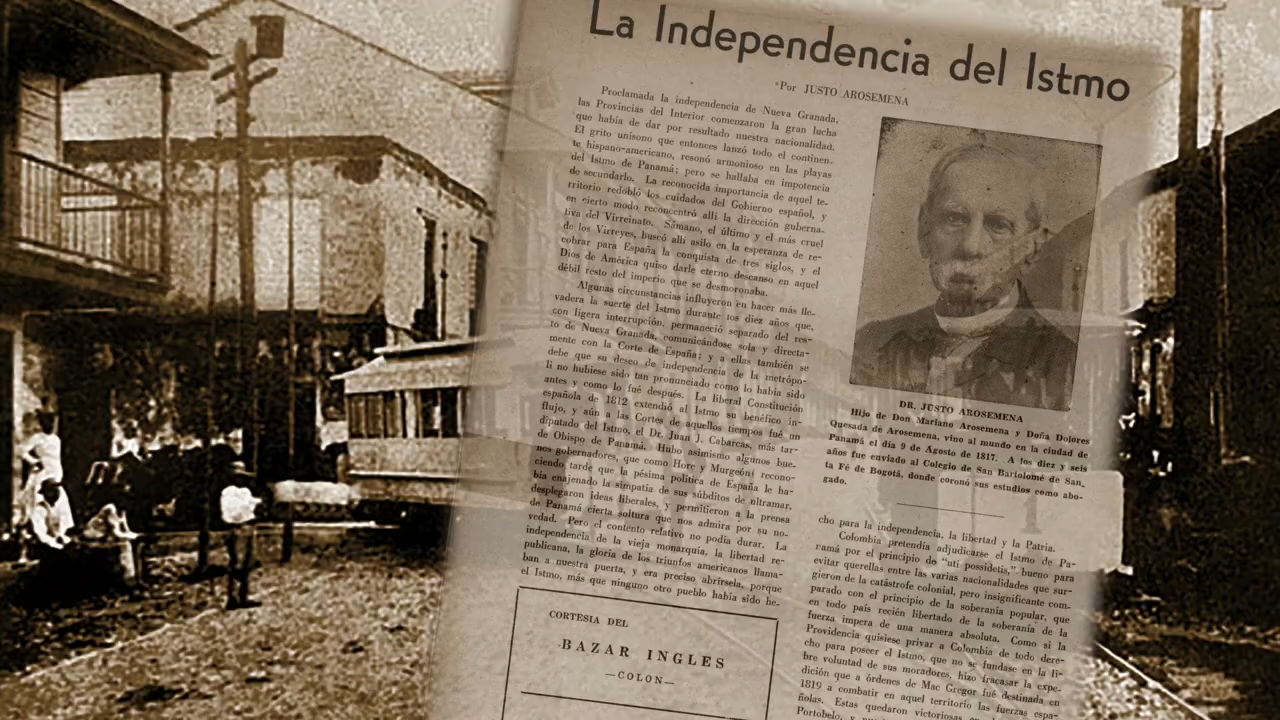 La Independencia del Istmo
Por JUSTO AROSEMENA
Proclamada la independencia de Nueva Granada,
las Provincias del Interior comenzaron la gran lucha
que había de dar por resultado nuestra nacionalidad.
El grito unísono que entonces lanzó todo el continen-
te hispano-americano, resonó armonioso en las playas
del Istmo de Panamá; pero se hallaba en impotencia
de secundarlo. La reconocida importancia de aquel te-
rritorio redobló los cuidados del Gobierno español, y
en cierto modo reconcentró allí la dirección guberna-
tiva del Virreinato. Sámano, el último y el más cruel
de los Virreyes, buscó allí asilo en la esperanza de re-
cobrar para España la conquista de tres siglos, y el
Dios de América quiso darle eterno descanso en aquel
débil resto del imperio que se desmoronaba.
Algunas circunstancias influyeron en hacer más lle-
vadera la suerte del Istmo durante los diez años que,
con ligera interrupción, permaneció separado del res-
to de Nueva Granada, comunicándose sola y directa-
mente con la Corte de España; y a ellas también se
debe que su deseo de independencia de la metrópo-
li no hubiese sido tan pronunciado como lo había sido
antes y como lo fué después. La liberal Constitución
española de 1812 extendió al Istmo su benéfico in-
flujo, y aún a las Cortes de aquellos tiempos fué un
diputado del Istmo, el Dr. Juan J. Cabarcas, más tar-
de Obispo de Panamá. Hubo asimismo algunos bue-
nos gobernadores, que como Hore y Murgeón, recono-
ciendo tarde que la pésima política de España le ha-
bía enajenado la simpatía de sus súbditos de ultramar,
desplegaron ideas liberales, y permitieron a la prensa
de Panamá cierta soltura que nos admira por su no-
vedad. Pero el contento relativo no podía durar. La
independencia de la vieja monarquía, la libertad re-
publicana, la gloria de los triunfos americanos llama-
ban a nuestra puerta, y era preciso abrírsela, porque
el Istmo, más que ninguno otro pueblo había sido he-
CORTESIA DEL
BAZAR INGLES
—COLON—
DR. JUSTO AROSEMENA
Hijo de Don Mariano Arosemena y Doña Dolores
Quesada de Arosemena, vino al mundo en la ciudad de
Panamá el día 9 de Agosto de 1817. A los diez y seis
años fue enviado al Colegio de San Bartolomé de San-
ta Fé de Bogotá, donde coronó sus estudios como abo-
gado.
cho para la independencia, la libertad y la Patria.
Colombia pretendía adjudicarse el Istmo de Pa-
namá por el principio de "uti possidetis," bueno para
evitar querellas entre las varias nacionalidades que sur-
gieron de la catástrofe colonial, pero insignificante com-
parado con el principio de la soberanía popular, que
en todo país recién libertado de la soberanía de la
fuerza impera de una manera absoluta. Como si la
Providencia quisiese privar a Colombia de todo dere-
cho para poseer el Istmo, que no se fundase en la li-
bre voluntad de sus moradores, hizo fracasar la expe-
dición que a órdenes de Mac Gregor fué destinada en
1819 a combatir en aquel territorio las fuerzas espa-
ñolas. Estas quedaron victoriosas en
Portobelo, y